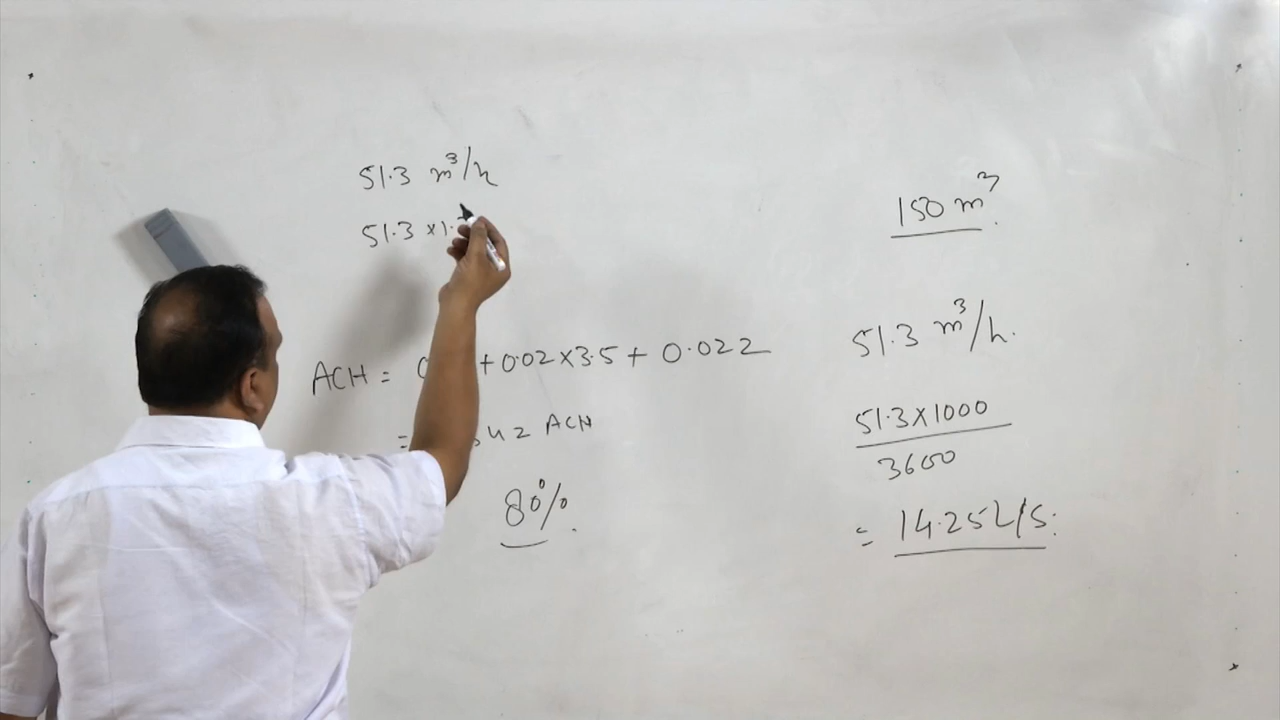 51.3 m³/h
51.3 x 1.
ACH = + 0.02 x 3.5 + 0.022
= 42 ACH
80%.
150 m³.
51.3 m³/h.
51.3 x 1000
3600
= 14.25 L/s.